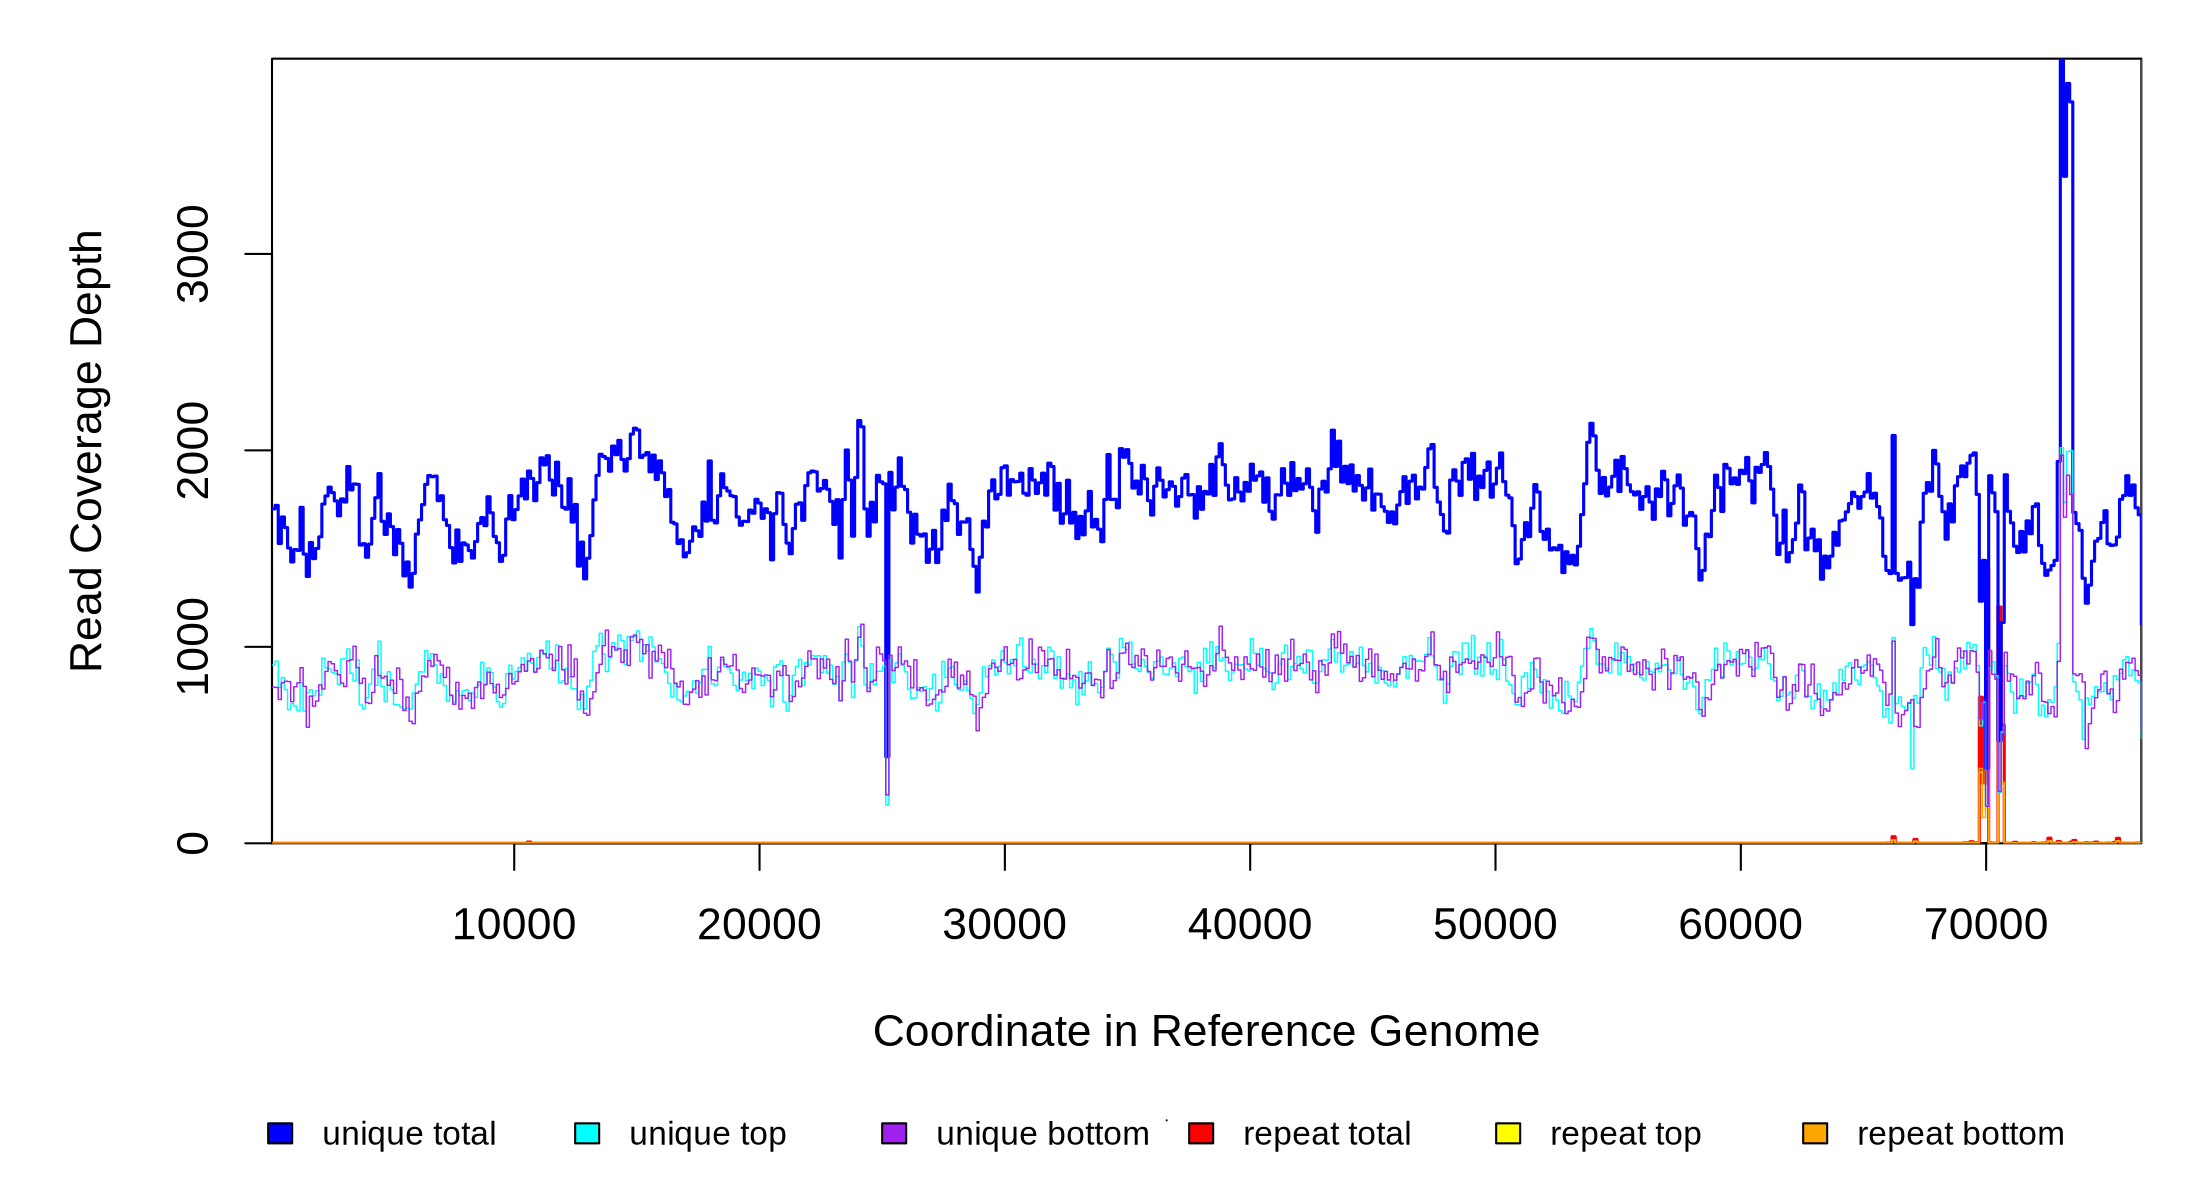 Read Coverage Depth
3000
2000
1000
0
10000 20000 30000 40000 50000 60000 70000
Coordinate in Reference Genome
unique total unique top unique bottom repeat total repeat top repeat bottom